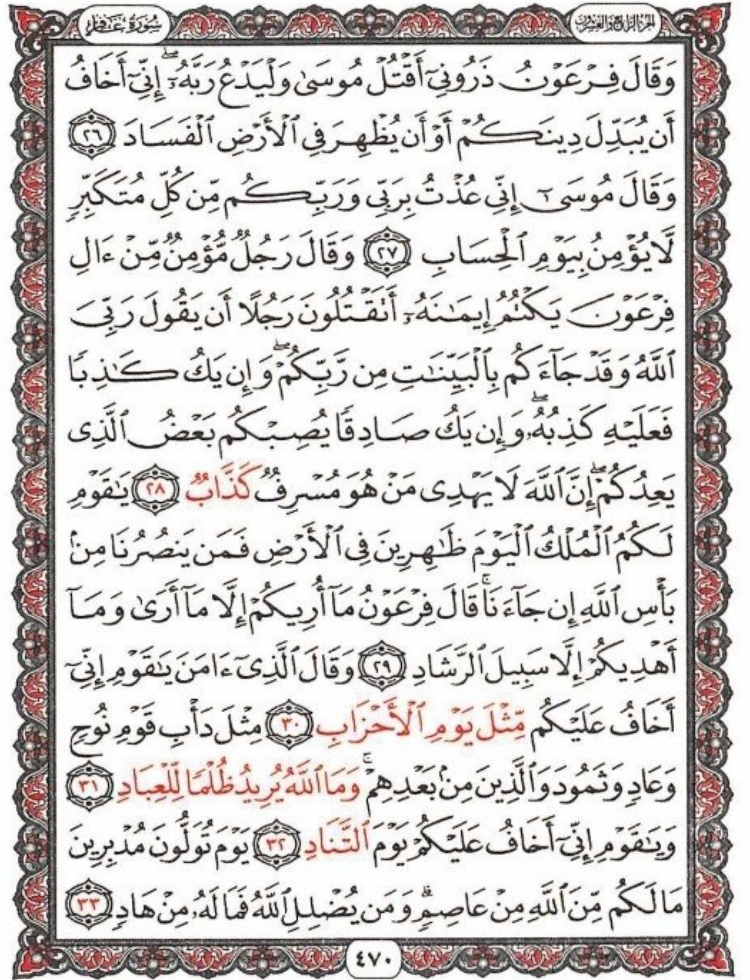 الجزء الرابع والعشرون
سورة غافر
وَقَالَ فِرْعَوْنُ ذَرُونِىٓ أَقْتُلْ مُوسَىٰ وَلْيَدْعُ رَبَّهُۥٓ ۖ إِنِّىٓ أَخَافُ
أَن يُبَدِّلَ دِينَكُمْ أَوْ أَن يُظْهِرَ فِى ٱلْأَرْضِ ٱلْفَسَادَ ﴿٢٦﴾
وَقَالَ مُوسَىٰٓ إِنِّى عُذْتُ بِرَبِّى وَرَبِّكُم مِّن كُلِّ مُتَكَبِّرٍ
لَّا يُؤْمِنُ بِيَوْمِ ٱلْحِسَابِ ﴿٢٧﴾ وَقَالَ رَجُلٌ مُّؤْمِنٌ مِّنْ ءَالِ
فِرْعَوْنَ يَكْتُمُ إِيمَـٰنَهُۥٓ أَتَقْتُلُونَ رَجُلًا أَن يَقُولَ رَبِّىَ
ٱللَّهُ وَقَدْ جَآءَكُم بِٱلْبَيِّنَـٰتِ مِن رَّبِّكُمْ ۖ وَإِن يَكُ كَـٰذِبًا
فَعَلَيْهِ كَذِبُهُۥ ۖ وَإِن يَكُ صَادِقًا يُصِبْكُم بَعْضُ ٱلَّذِى
يَعِدُكُمْ ۖ إِنَّ ٱللَّهَ لَا يَهْدِى مَنْ هُوَ مُسْرِفٌ كَذَّابٌ ﴿٢٨﴾ يَـٰقَوْمِ
لَكُمُ ٱلْمُلْكُ ٱلْيَوْمَ ظَـٰهِرِينَ فِى ٱلْأَرْضِ فَمَن يَنصُرُنَا مِنۢ
بَأْسِ ٱللَّهِ إِن جَآءَنَا ۚ قَالَ فِرْعَوْنُ مَآ أُرِيكُمْ إِلَّا مَآ أَرَىٰ وَمَآ
أَهْدِيكُمْ إِلَّا سَبِيلَ ٱلرَّشَادِ ﴿٢٩﴾ وَقَالَ ٱلَّذِىٓ ءَامَنَ يَـٰقَوْمِ إِنِّىٓ
أَخَافُ عَلَيْكُم مِّثْلَ يَوْمِ ٱلْأَحْزَابِ ﴿٣٠﴾ مِثْلَ دَأْبِ قَوْمِ نُوحٍ
وَعَادٍ وَثَمُودَ وَٱلَّذِينَ مِنۢ بَعْدِهِمْ ۚ وَمَا ٱللَّهُ يُرِيدُ ظُلْمًا لِّلْعِبَادِ ﴿٣١﴾
وَيَـٰقَوْمِ إِنِّىٓ أَخَافُ عَلَيْكُمْ يَوْمَ ٱلتَّنَادِ ﴿٣٢﴾ يَوْمَ تُوَلُّونَ مُدْبِرِينَ
مَا لَكُم مِّنَ ٱللَّهِ مِنْ عَاصِمٍ ۗ وَمَن يُضْلِلِ ٱللَّهُ فَمَا لَهُۥ مِنْ هَادٍ ﴿٣٣﴾
٤٧٠